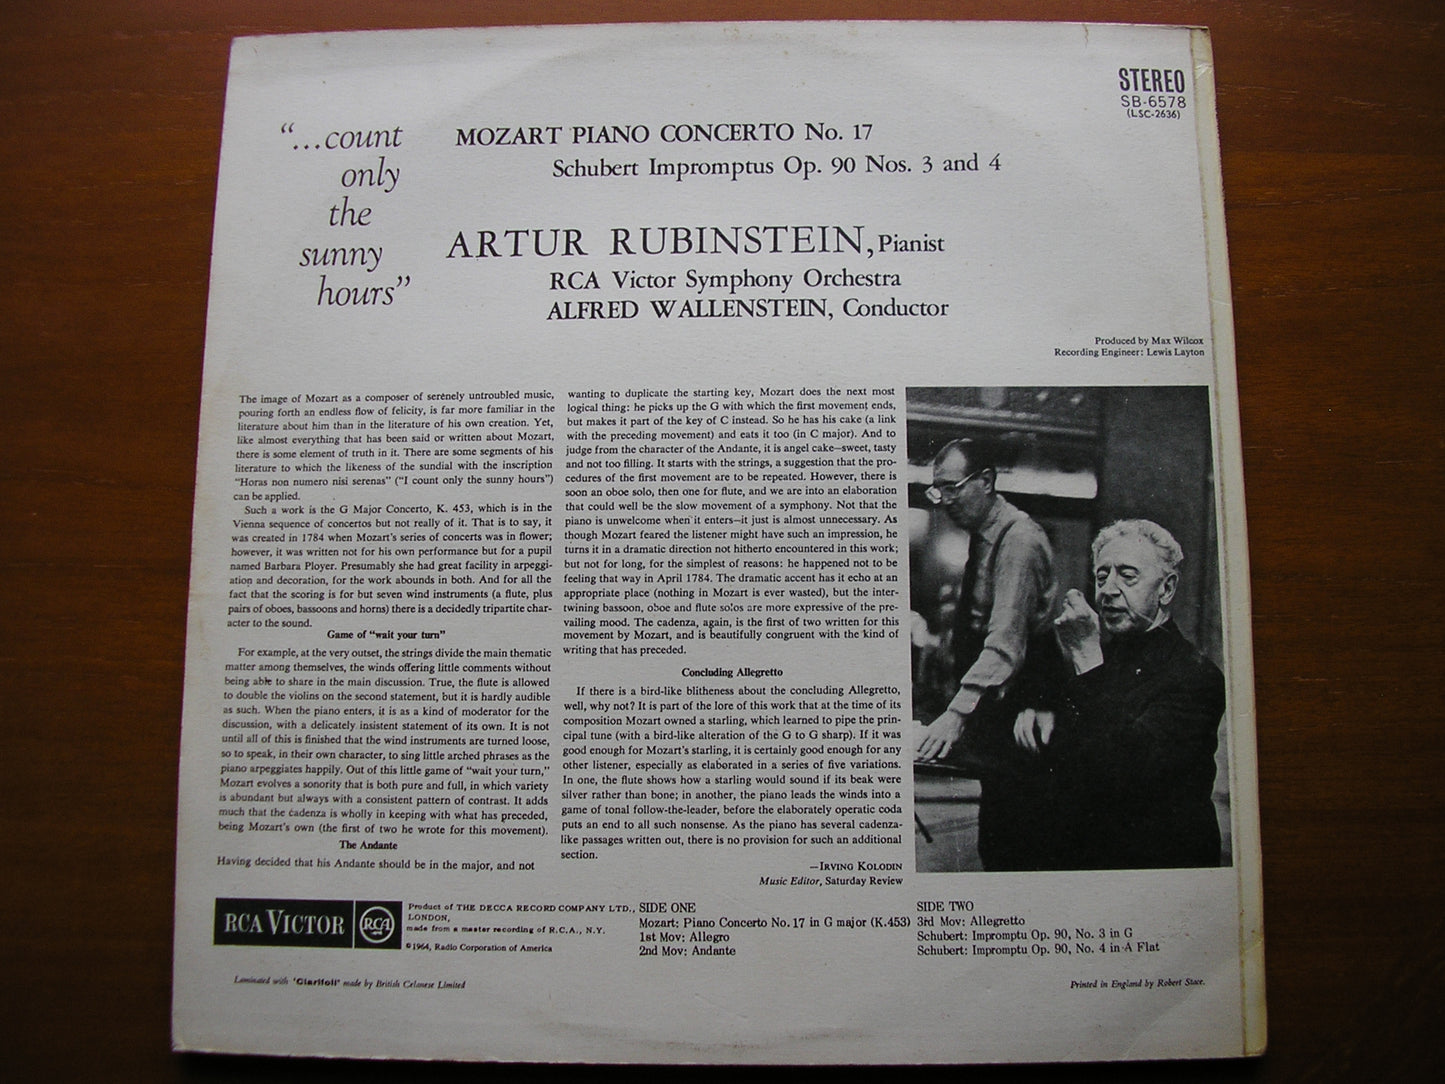 STEREO
SB-6578
(LSC-2636)
"...count
only
the
sunny
hours"
MOZART PIANO CONCERTO No. 17
Schubert Impromptus Op. 90 Nos. 3 and 4
ARTUR RUBINSTEIN, Pianist
RCA Victor Symphony Orchestra
ALFRED WALLENSTEIN, Conductor
Produced by Max Wilcox
Recording Engineer: Lewis Layton
The image of Mozart as a composer of serenely untroubled music,
pouring forth an endless flow of felicity, is far more familiar in the
literature about him than in the literature of his own creation. Yet,
like almost everything that has been said or written about Mozart,
there is some element of truth in it. There are some segments of his
literature to which the likeness of the sundial with the inscription
"Horas non numero nisi serenas" ("I count only the sunny hours")
can be applied.
Such a work is the G Major Concerto, K. 453, which is in the
Vienna sequence of concertos but not really of it. That is to say, it
was created in 1784 when Mozart's series of concerts was in flower;
however, it was written not for his own performance but for a pupil
named Barbara Ployer. Presumably she had great facility in arpeggi-
ation and decoration, for the work abounds in both. And for all the
fact that the scoring is for but seven wind instruments (a flute, plus
pairs of oboes, bassoons and horns) there is a decidedly tripartite char-
acter to the sound.
Game of "wait your turn"
For example, at the very outset, the strings divide the main thematic
matter among themselves, the winds offering little comments without
being able to share in the main discussion. True, the flute is allowed
to double the violins on the second statement, but it is hardly audible
as such. When the piano enters, it is as a kind of moderator for the
discussion, with a delicately insistent statement of its own. It is not
until all of this is finished that the wind instruments are turned loose,
so to speak, in their own character, to sing little arched phrases as the
piano arpeggiates happily. Out of this little game of "wait your turn,"
Mozart evolves a sonority that is both pure and full, in which variety
is abundant but always with a consistent pattern of contrast. It adds
much that the cadenza is wholly in keeping with what has preceded,
being Mozart's own (the first of two he wrote for this movement).
The Andante
Having decided that his Andante should be in the major, and not
wanting to duplicate the starting key, Mozart does the next most
logical thing: he picks up the G with which the first movement ends,
but makes it part of the key of C instead. So he has his cake (a link
with the preceding movement) and eats it too (in C major). And to
judge from the character of the Andante, it is angel cake—sweet, tasty
and not too filling. It starts with the strings, a suggestion that the pro-
cedures of the first movement are to be repeated. However, there is
soon an oboe solo, then one for flute, and we are into an elaboration
that could well be the slow movement of a symphony. Not that the
piano is unwelcome when it enters—it just is almost unnecessary. As
though Mozart feared the listener might have such an impression, he
turns it in a dramatic direction not hitherto encountered in this work;
but not for long, for the simplest of reasons: he happened not to be
feeling that way in April 1784. The dramatic accent has it echo at an
appropriate place (nothing in Mozart is ever wasted), but the inter-
twining bassoon, oboe and flute solos are more expressive of the pre-
vailing mood. The cadenza, again, is the first of two written for this
movement by Mozart, and is beautifully congruent with the kind of
writing that has preceded.
Concluding Allegretto
If there is a bird-like blitheness about the concluding Allegretto,
well, why not? It is part of the lore of this work that at the time of its
composition Mozart owned a starling, which learned to pipe the prin-
cipal tune (with a bird-like alteration of the G to G sharp). If it was
good enough for Mozart's starling, it is certainly good enough for any
other listener, especially as elaborated in a series of five variations.
In one, the flute shows how a starling would sound if its beak were
silver rather than bone; in another, the piano leads the winds into a
game of tonal follow-the-leader, before the elaborately operatic coda
puts an end to all such nonsense. As the piano has several cadenza-
like passages written out, there is no provision for such an additional
section.
—IRVING KOLODIN
Music Editor, Saturday Review
RCA VICTOR RCA
Product of THE DECCA RECORD COMPANY LTD.,
LONDON,
made from a master recording of R.C.A., N.Y.
©1964, Radio Corporation of America
SIDE ONE
Mozart: Piano Concerto No. 17 in G major (K.453)
1st Mov: Allegro
2nd Mov: Andante
SIDE TWO
3rd Mov: Allegretto
Schubert: Impromptu Op. 90, No. 3 in G
Schubert: Impromptu Op. 90, No. 4 in A Flat
Laminated with 'Clarifoil' made by British Celanese Limited
Printed in England by Robert Stace.